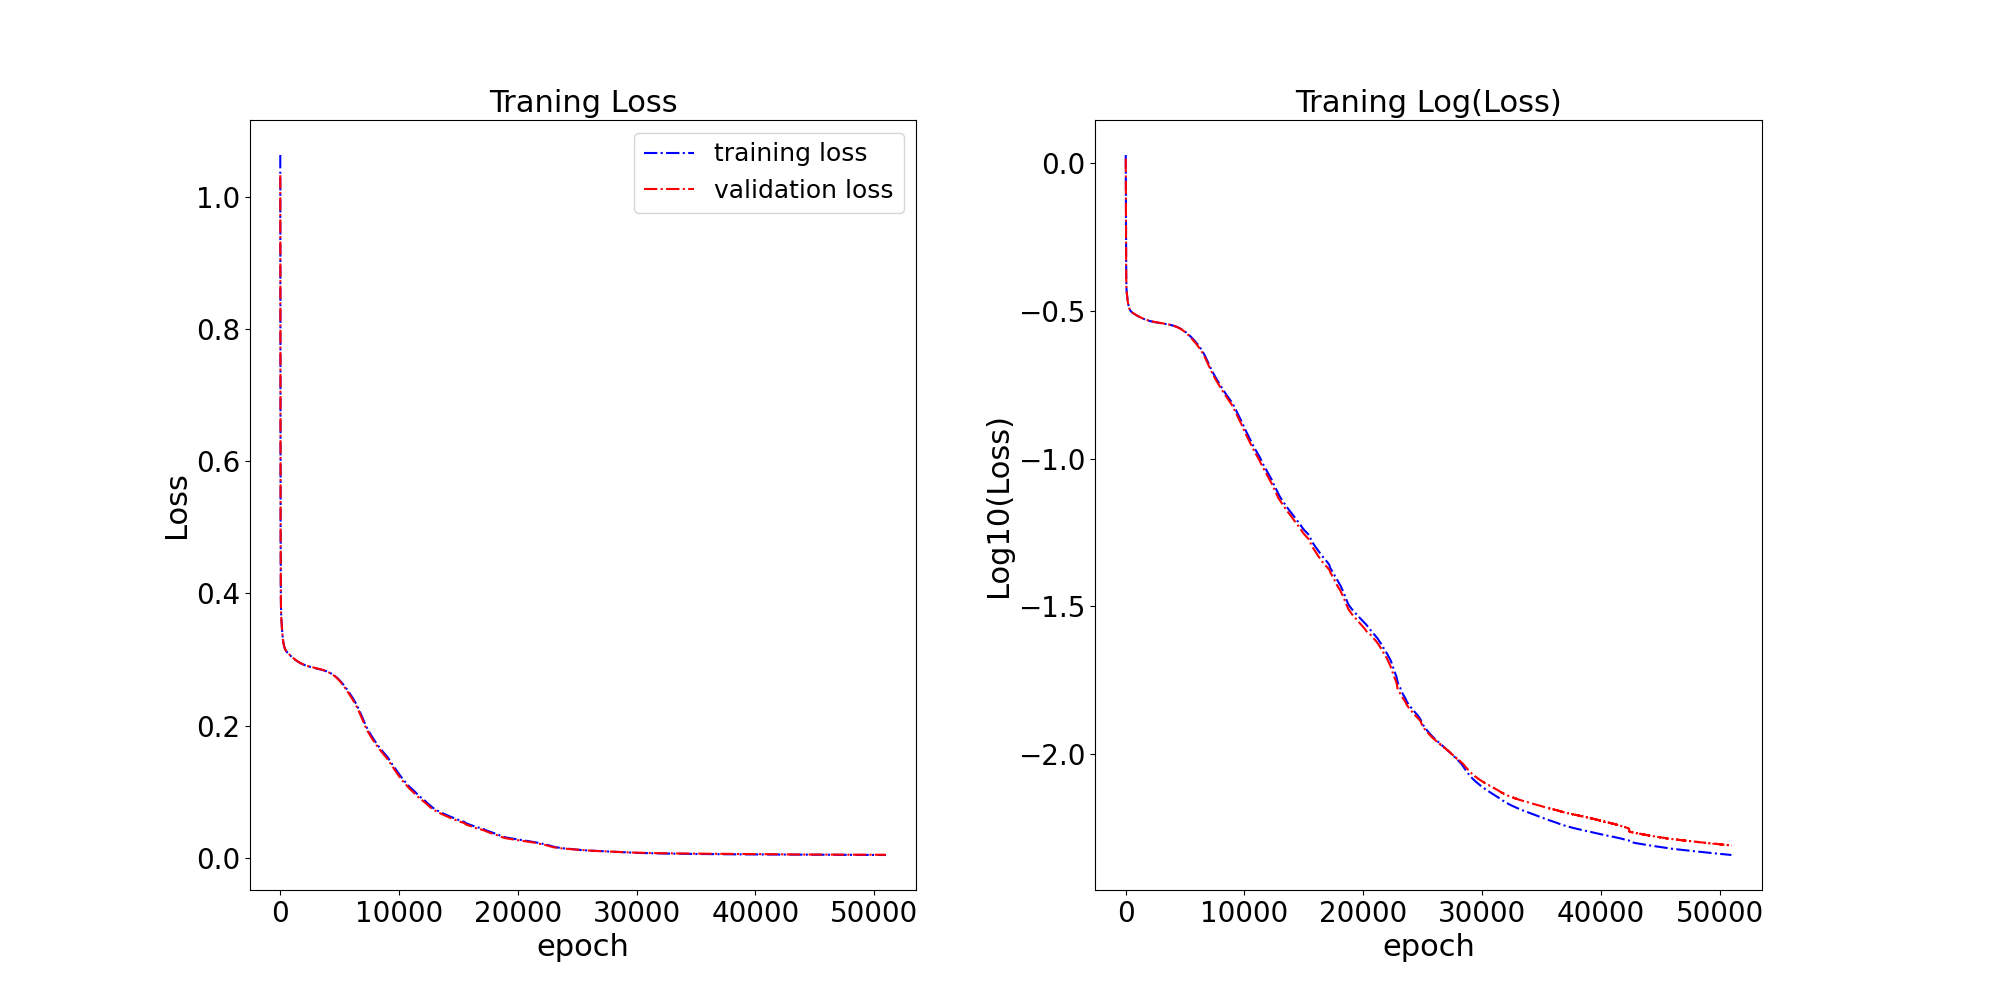 Traning Loss
training loss
validation loss
1.0
0.8
0.6
0.4
0.2
0.0
Loss
0
10000
20000
30000
40000
50000
epoch
Traning Log(Loss)
0.0
−0.5
−1.0
−1.5
−2.0
Log10(Loss)
0
10000
20000
30000
40000
50000
epoch